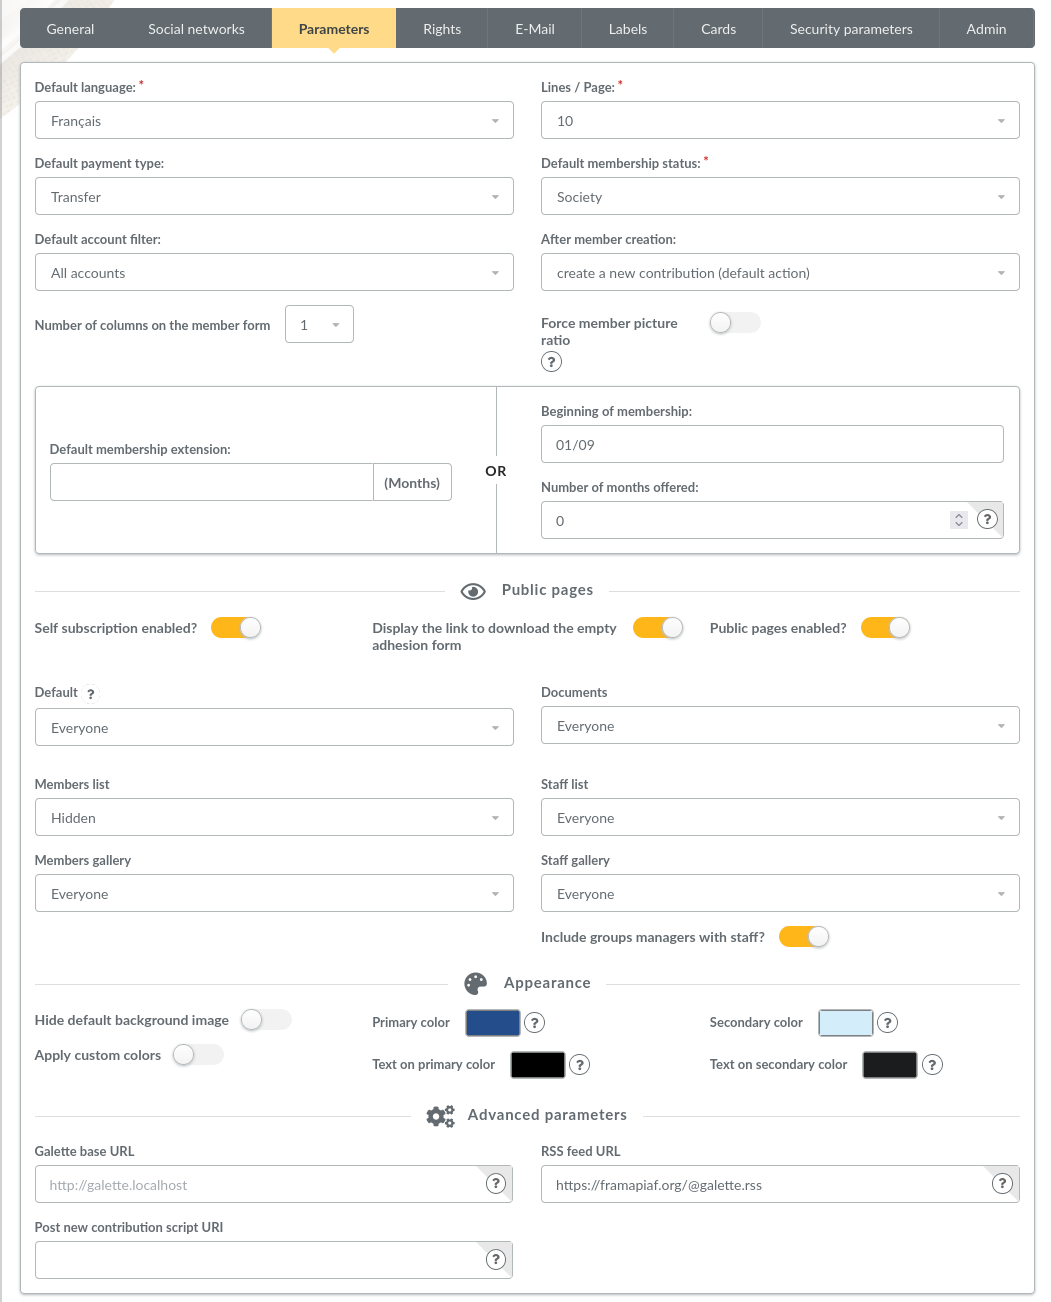 General Social networks Parameters Rights E-Mail Labels Cards Security parameters Admin
Default language: * Lines / Page: *
Français 10
Default payment type: Default membership status: *
Transfer Society
Default account filter: After member creation:
All accounts create a new contribution (default action)
Number of columns on the member form 1 Force member picture
ratio
?
Beginning of membership:
Default membership extension: 01/09
(Months) OR
Number of months offered:
0 ?
Public pages
Self subscription enabled? Display the link to download the empty Public pages enabled?
adhesion form
Default ? Documents
Everyone Everyone
Members list Staff list
Hidden Everyone
Members gallery Staff gallery
Everyone Everyone
Include groups managers with staff?
Appearance
Hide default background image Primary color ? Secondary color ?
Apply custom colors Text on primary color ? Text on secondary color ?
Advanced parameters
Galette base URL RSS feed URL
http://galette.localhost ? https://framapiaf.org/@galette.rss ?
Post new contribution script URI
?